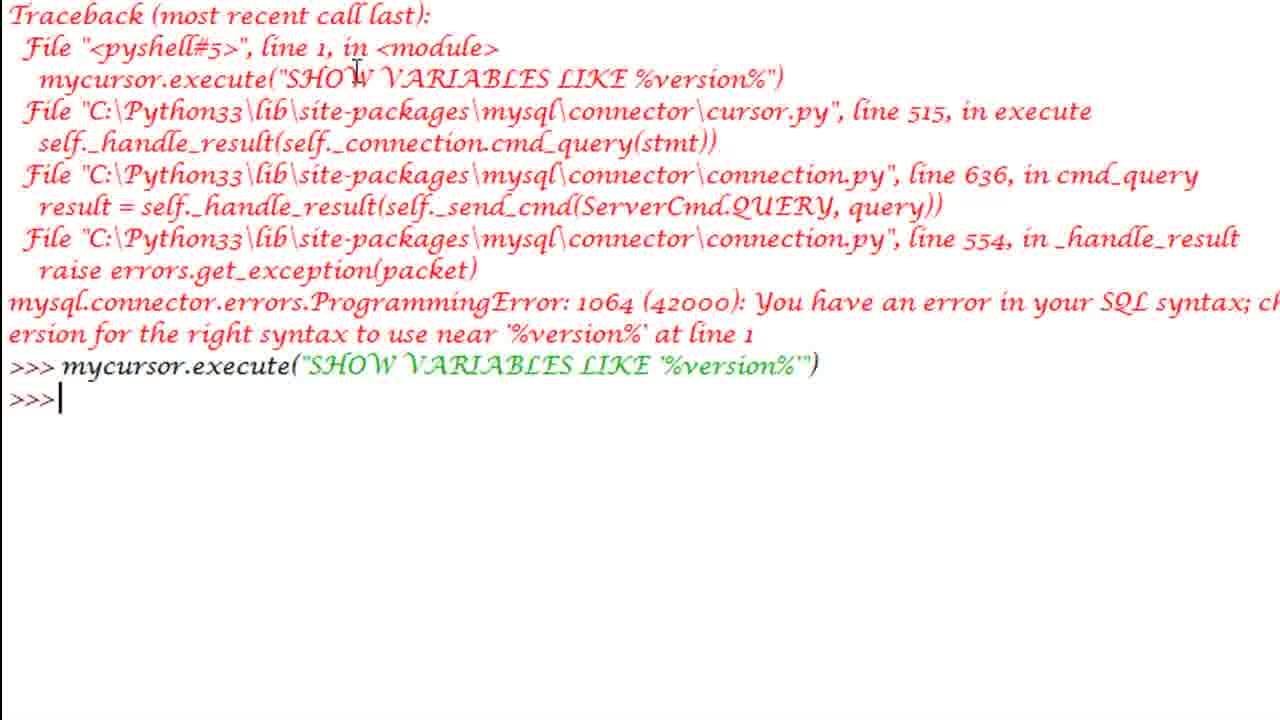 Traceback (most recent call last):
File "<pyshell#5>", line 1, in <module>
mycursor.execute("SHOW VARIABLES LIKE %version%")
File "C:\Python33\lib\site-packages\mysql\connector\cursor.py", line 515, in execute
self._handle_result(self._connection.cmd_query(stmt))
File "C:\Python33\lib\site-packages\mysql\connector\connection.py", line 636, in cmd_query
result = self._handle_result(self._send_cmd(ServerCmd.QUERY, query))
File "C:\Python33\lib\site-packages\mysql\connector\connection.py", line 554, in _handle_result
raise errors.get_exception(packet)
mysql.connector.errors.ProgrammingError: 1064 (42000): You have an error in your SQL syntax; ch
ersion for the right syntax to use near '%version%' at line 1
>>> mycursor.execute("SHOW VARIABLES LIKE '%version%'")
>>>